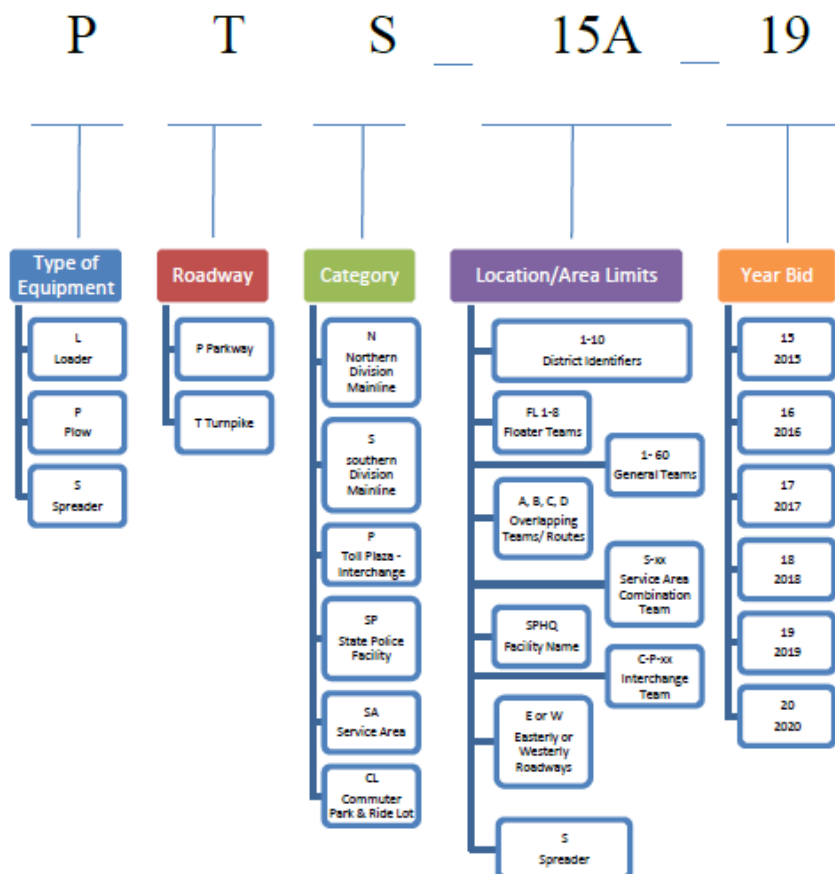 P T S _ 15A _ 19
Type of
Equipment
L
Loader
P
Plow
S
Spreader
Roadway
P Parkway
T Turnpike
Category
N
Northern
Division
Mainline
S
southern
Division
Mainline
P
Toll Plaza -
Interchange
SP
State Police
Facility
SA
Service Area
CL
Commuter
Park & Ride Lot
Location/Area Limits
1-10
District Identifiers
FL 1-8
Floater Teams
1- 60
General Teams
A, B, C, D
Overlapping
Teams/ Routes
S-xx
Service Area
Combination
Team
SPHQ,
Facility Name
C-P-xx
Interchange
Team
E or W
Easterly or
Westerly
Roadways
S
Spreader
Year Bid
15
2015
16
2016
17
2017
18
2018
19
2019
20
2020